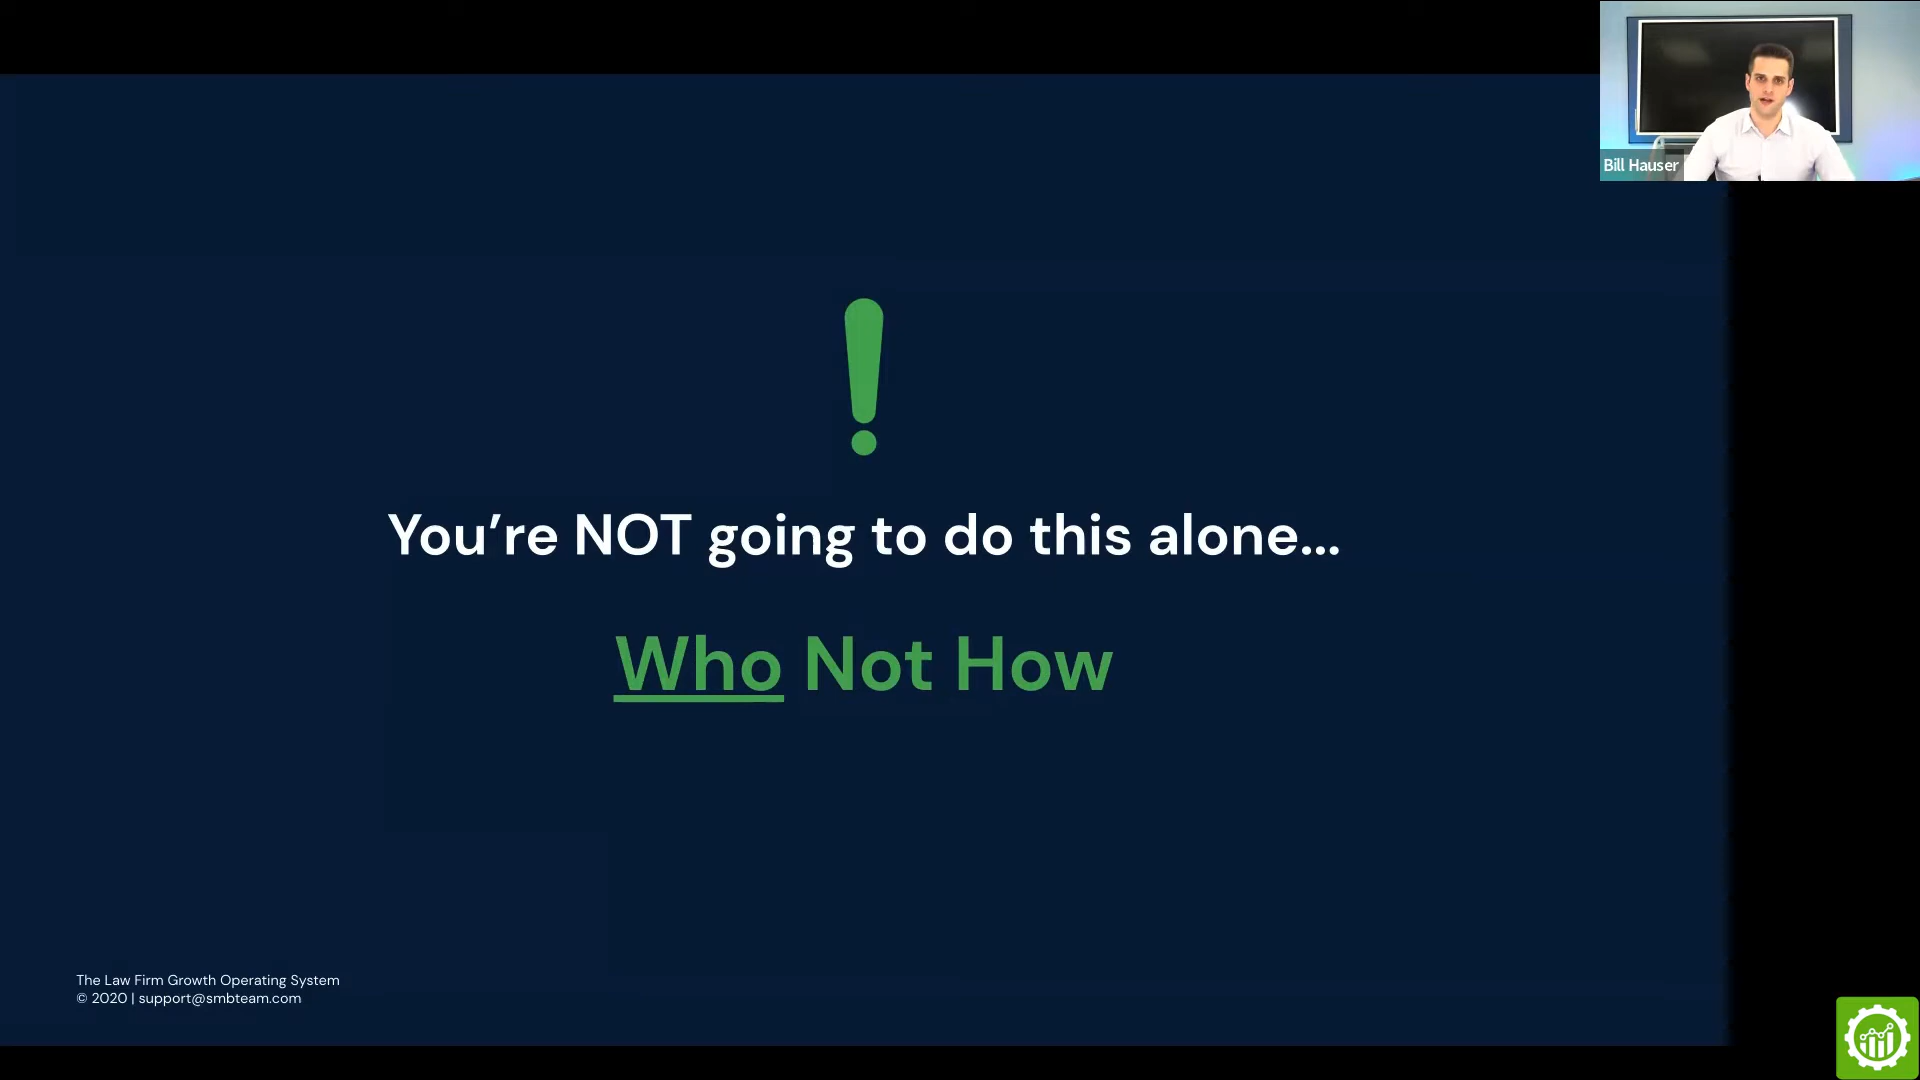 Bill Hauser
!
You’re NOT going to do this alone...
Who Not How
The Law Firm Growth Operating System
© 2020 | support@smbteam.com